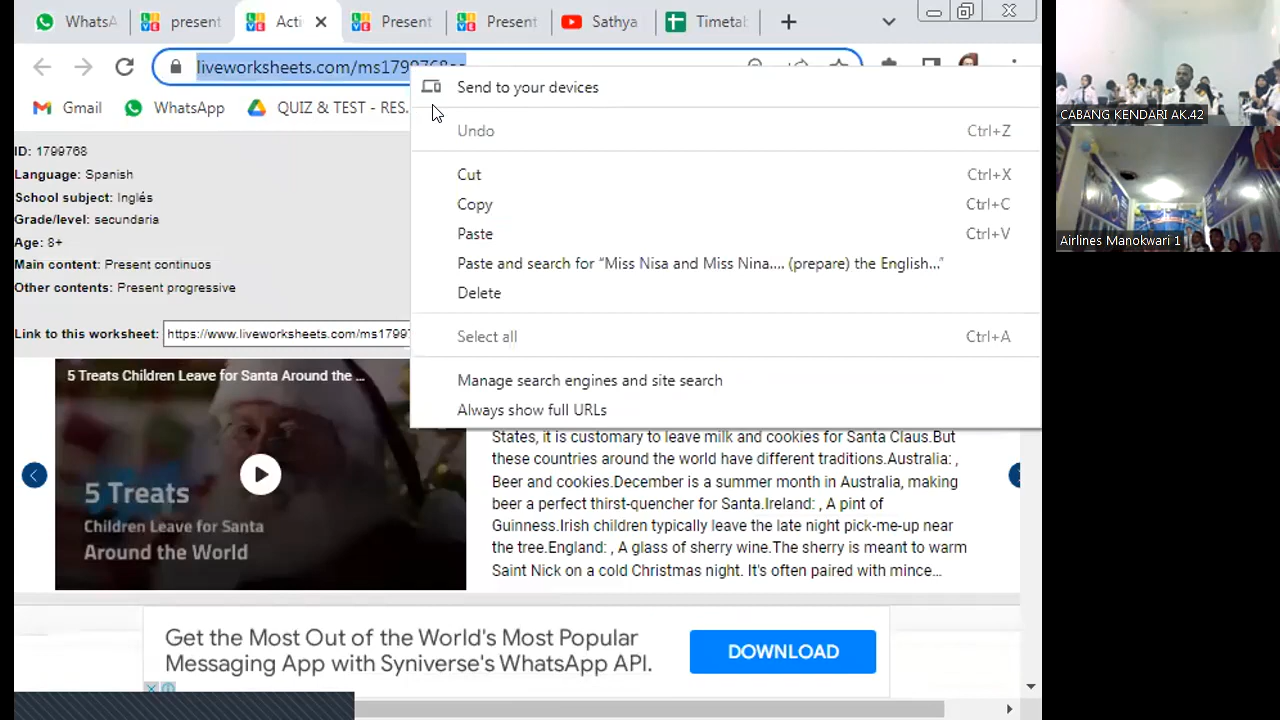 WhatsA
present
Acti
Present
Present
Sathya
Timetab
liveworksheets.com/ms1799768
Gmail
WhatsApp
QUIZ & TEST - RES.
Send to your devices
Undo Ctrl+Z
Cut Ctrl+X
Copy Ctrl+C
Paste Ctrl+V
Paste and search for “Miss Nisa and Miss Nina.... (prepare) the English...”
Delete
Select all Ctrl+A
Manage search engines and site search
Always show full URLs
ID: 1799768
Language: Spanish
School subject: Inglés
Grade/level: secundaria
Age: 8+
Main content: Present continuos
Other contents: Present progressive
Link to this worksheet: https://www.liveworksheets.com/ms1799
5 Treats Children Leave for Santa Around the ...
5 Treats
Children Leave for Santa
Around the World
States, it is customary to leave milk and cookies for Santa Claus.But
these countries around the world have different traditions.Australia: ,
Beer and cookies.December is a summer month in Australia, making
beer a perfect thirst-quencher for Santa.Ireland: , A pint of
Guinness.Irish children typically leave the late night pick-me-up near
the tree.England: , A glass of sherry wine.The sherry is meant to warm
Saint Nick on a cold Christmas night. It's often paired with mince...
Get the Most Out of the World's Most Popular
Messaging App with Syniverse's WhatsApp API.
DOWNLOAD
CABANG KENDARI AK.42
Airlines Manokwari 1